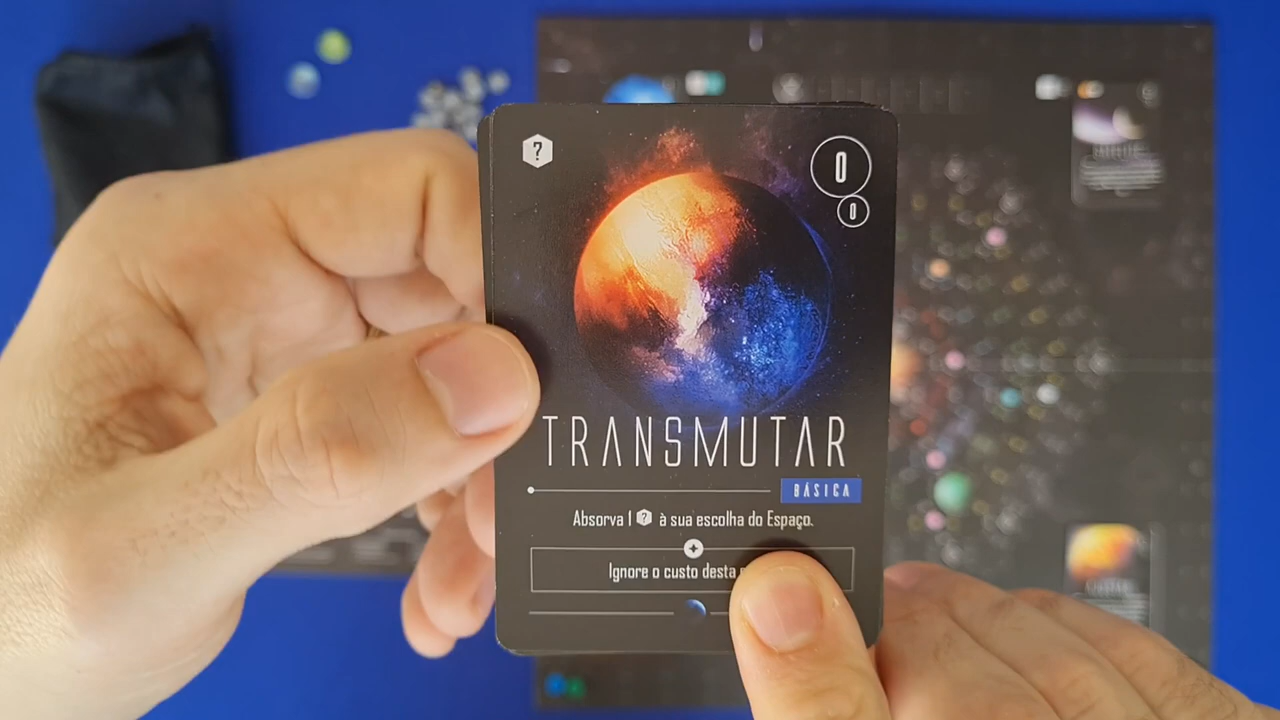 ?
0
0
TRANSMUTAR
BÁSICA
Absorva 1 ? à sua escolha do Espaço.
Ignore o custo desta